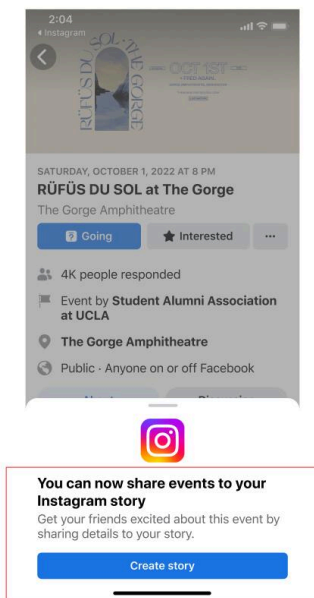 2:04
Instagram
RÜFÜS DU SOL · THE GORGE
OCT 1ST
SATURDAY, OCTOBER 1, 2022 AT 8 PM
RÜFÜS DU SOL at The Gorge
The Gorge Amphitheatre
Going
Interested
4K people responded
Event by Student Alumni Association
at UCLA
The Gorge Amphitheatre
Public · Anyone on or off Facebook
You can now share events to your
Instagram story
Get your friends excited about this event by
sharing details to your story.
Create story